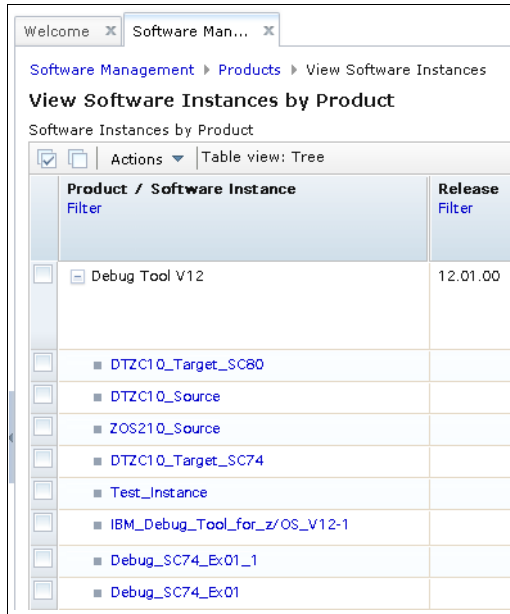 Welcome X Software Man... X
Software Management ▸ Products ▸ View Software Instances
View Software Instances by Product
Software Instances by Product
Actions ▼ Table view: Tree
Product / Software Instance Release
Filter Filter
Debug Tool V12 12.01.00
DTZC10_Target_SC80
DTZC10_Source
ZOS210_Source
DTZC10_Target_SC74
Test_Instance
IBM_Debug_Tool_for_z/OS_V12-1
Debug_SC74_Ex01_1
Debug_SC74_Ex01